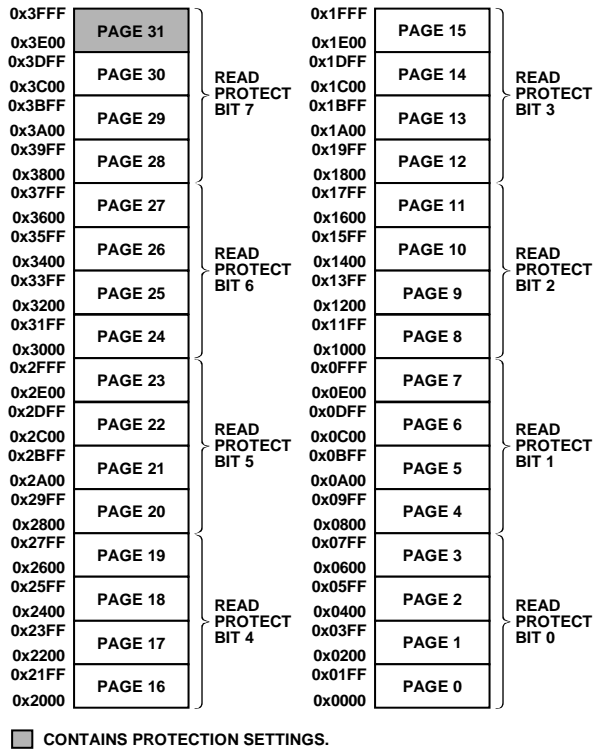 0x3FFF
PAGE 31
0x3E00
0x3DFF
PAGE 30
0x3C00
0x3BFF
PAGE 29
0x3A00
0x39FF
PAGE 28
0x3800
READ
PROTECT
BIT 7
0x37FF
PAGE 27
0x3600
0x35FF
PAGE 26
0x3400
0x33FF
PAGE 25
0x3200
0x31FF
PAGE 24
0x3000
READ
PROTECT
BIT 6
0x2FFF
PAGE 23
0x2E00
0x2DFF
PAGE 22
0x2C00
0x2BFF
PAGE 21
0x2A00
0x29FF
PAGE 20
0x2800
READ
PROTECT
BIT 5
0x27FF
PAGE 19
0x2600
0x25FF
PAGE 18
0x2400
0x23FF
PAGE 17
0x2200
0x21FF
PAGE 16
0x2000
READ
PROTECT
BIT 4
0x1FFF
PAGE 15
0x1E00
0x1DFF
PAGE 14
0x1C00
0x1BFF
PAGE 13
0x1A00
0x19FF
PAGE 12
0x1800
READ
PROTECT
BIT 3
0x17FF
PAGE 11
0x1600
0x15FF
PAGE 10
0x1400
0x13FF
PAGE 9
0x1200
0x11FF
PAGE 8
0x1000
READ
PROTECT
BIT 2
0x0FFF
PAGE 7
0x0E00
0x0DFF
PAGE 6
0x0C00
0x0BFF
PAGE 5
0x0A00
0x09FF
PAGE 4
0x0800
READ
PROTECT
BIT 1
0x07FF
PAGE 3
0x0600
0x05FF
PAGE 2
0x0400
0x03FF
PAGE 1
0x0200
0x01FF
PAGE 0
0x0000
READ
PROTECT
BIT 0
CONTAINS PROTECTION SETTINGS.